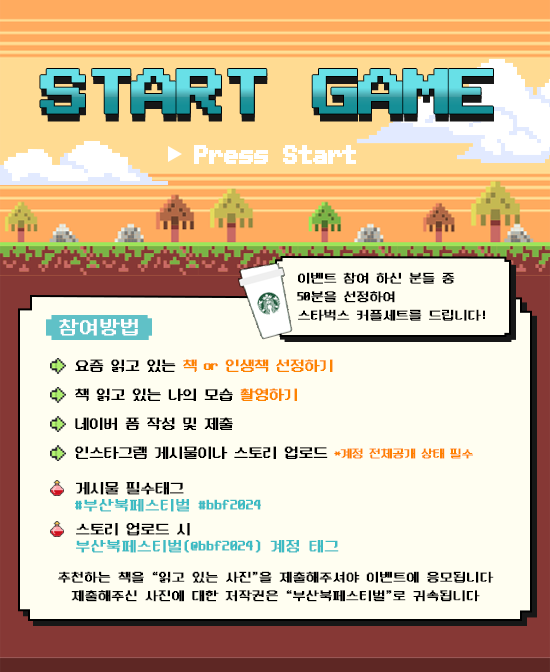 START GAME
Press Start
이벤트 참여 하신 분들 중
50분을 선정하여
스타벅스 커플세트를 드립니다!
참여방법
요즘 읽고 있는 책 or 인생책 선정하기
책 읽고 있는 나의 모습 촬영하기
네이버 폼 작성 및 제출
인스타그램 게시물이나 스토리 업로드 *계정 전체공개 상태 필수
게시물 필수태그
#부산북페스티벌 #bbf2024
스토리 업로드 시
부산북페스티벌(@bbf2024) 계정 태그
추천하는 책을 “읽고 있는 사진”을 제출해주셔야 이벤트에 응모됩니다
제출해주신 사진에 대한 저작권은 “부산북페스티벌”로 귀속됩니다